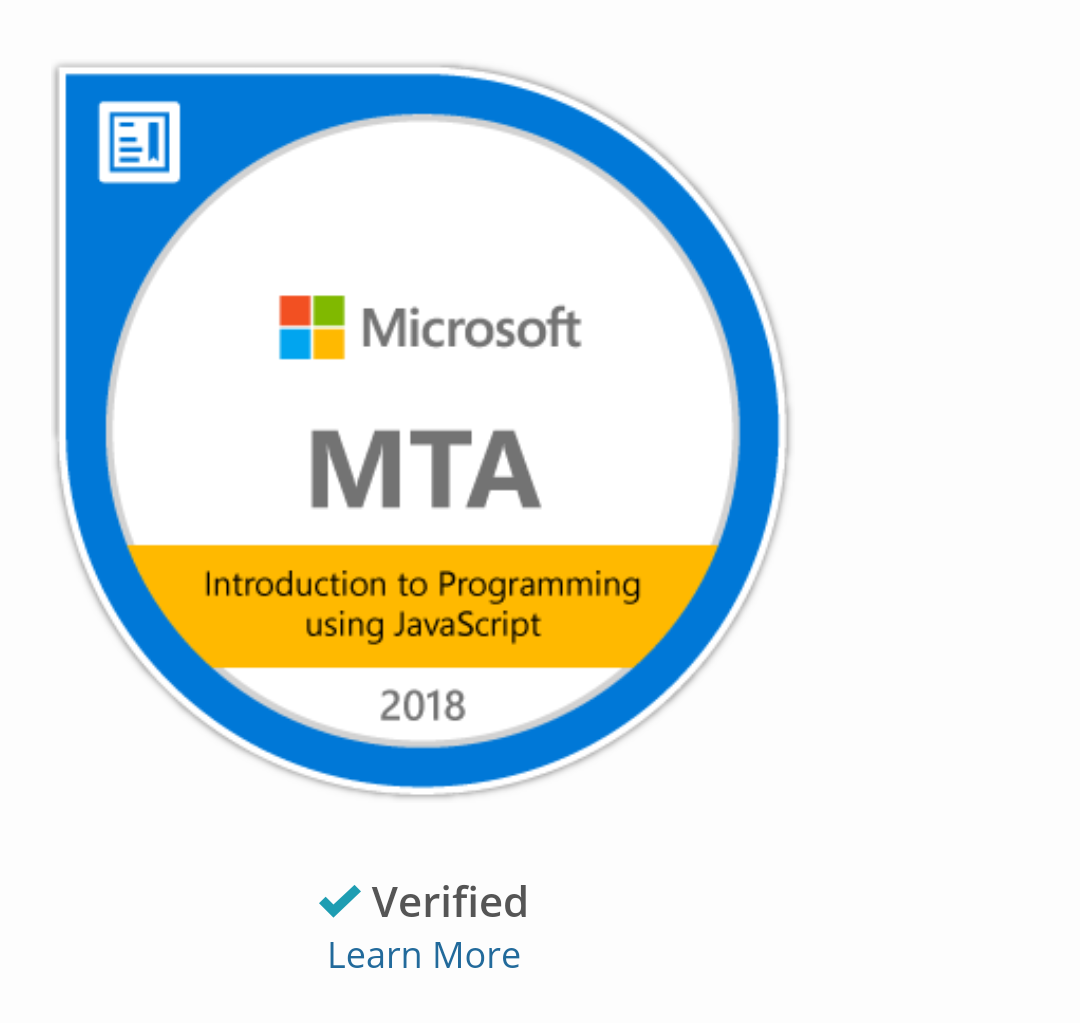 Microsoft
MTA
Introduction to Programming
using JavaScript
2018
Verified
Learn More